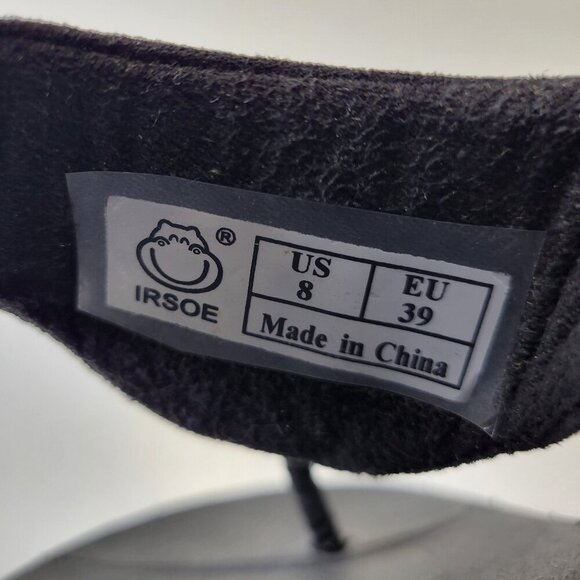 ®
IRSOE
US EU
8 39
Made in China